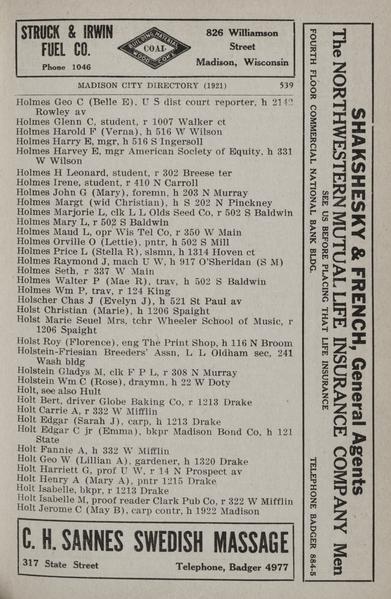 STRUCK & IRWIN
FUEL CO.
Phone 1046
BUILDING MATERIAL
COAL
WOOD COKE
826 Williamson
Street
Madison, Wisconsin
MADISON CITY DIRECTORY (1921) 539
Holmes Geo C (Belle E), U S dist court reporter, h 2142
Rowley av
Holmes Glenn C, student, r 1007 Walker ct
Holmes Harold F (Verna), h 516 W Wilson
Holmes Harry E, mgr, h 516 S Ingersoll
Holmes Harvey E, mgr American Society of Equity, h 331
W Wilson
Holmes H Leonard, student, r 302 Breese ter
Holmes Irene, student, r 410 N Carroll
Holmes John G (Mary), foremn, h 203 N Murray
Holmes Margt (wid Christian), h S 202 N Pinckney
Holmes Marjorie L, clk L L Olds Seed Co, r 502 S Baldwin
Holmes Mary L, r 502 S Baldwin
Holmes Maud L, opr Wis Tel Co, r 350 W Main
Holmes Orville O (Lettie), pntr, h 502 S Mill
Holmes Price L (Stella R), slsmn, h 1314 Hoven ct
Holmes Raymond J, mach U W, h 917 O'Sheridan (S M)
Holmes Seth, r 337 W Main
Holmes Walter P (Mae R), trav, h 502 S Baldwin
Holmes Wm P, trav, r 124 King
Holscher Chas J (Evelyn J), h 521 St Paul av
Holst Christian (Marie), h 1206 Spaight
Holst Marie Seuel Mrs, tchr Wheeler School of Music, r
1206 Spaight
Holst Roy (Florence), eng The Print Shop, h 116 N Broom
Holstein-Friesian Breeders' Assn, L L Oldham sec, 241
Wash bldg
Holstein Gladys M, clk F P L, r 308 N Murray
Holstein Wm C (Rose), draymn, h 22 W Doty
Holt, see also Hult
Holt Bert, driver Globe Baking Co, r 1213 Drake
Holt Carrie A, r 332 W Mifflin
Holt Edgar (Sarah J), carp, h 1213 Drake
Holt Edgar C jr (Emma), bkpr Madison Bond Co, h 121
State
Holt Fannie A, h 332 W Mifflin
Holt Geo W (Lillian A), gardener, h 1320 Drake
Holt Harriett G, prof U W, r 14 N Prospect av
Holt Henry A (Mary A), pntr 1215 Drake
Holt Isabelle, bkpr, r 1213 Drake
Holt Isabelle M, proof reader Clark Pub Co, r 322 W Mifflin
Holt Jerome C (May B), carp contr, h 1922 Madison
C. H. SANNES SWEDISH MASSAGE
317 State Street Telephone, Badger 4977
SHAKSHESKY & FRENCH, General Agents
The NORTHWESTERN MUTUAL LIFE INSURANCE COMPANY Men
SEE US BEFORE PLACING THAT LIFE INSURANCE
FOURTH FLOOR COMMERCIAL NATIONAL BANK BLDG. TELEPHONE BADGER 884-5